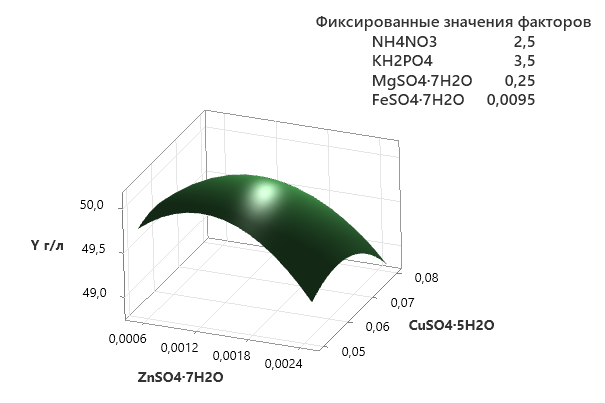 Фиксированные значения факторов
NH4NO3 2,5
KH2PO4 3,5
MgSO4·7H2O 0,25
FeSO4·7H2O 0,0095
50,0
Y г/л
49,5
49,0
0,08
0,07
0,06
0,05
CuSO4·5H2O
0,0006
0,0012
0,0018
0,0024
ZnSO4·7H2O